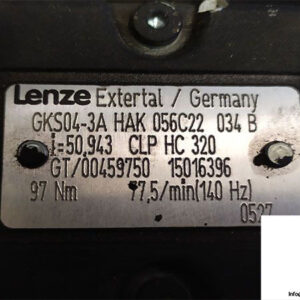 Lenze Extertal / Germany
GKS04-3A HAK 056C22 034 B
i=50,943 CLP HC 320
GT/00459750 15016396
97 Nm 77,5/min(140 Hz)
0527